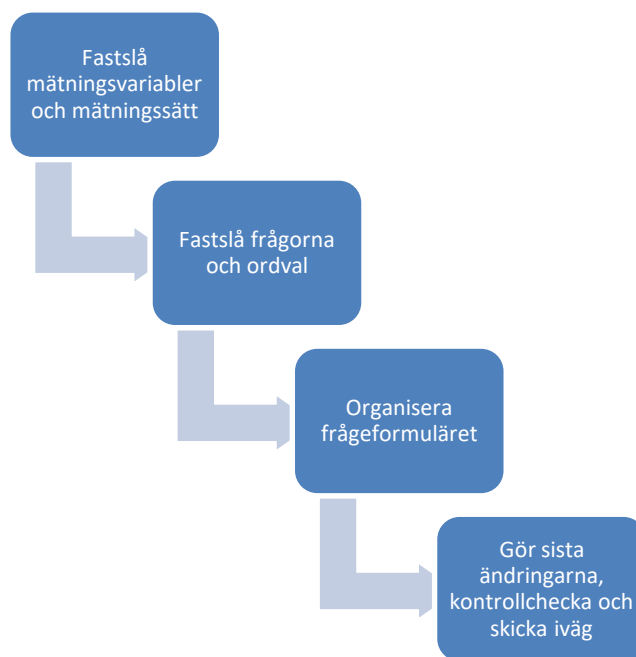 Fastslå
mätningsvariabler
och mätningssätt
Fastslå frågorna
och ordval
Organisera
frågeformuläret
Gör sista
ändringarna,
kontrollchecka och
skicka iväg